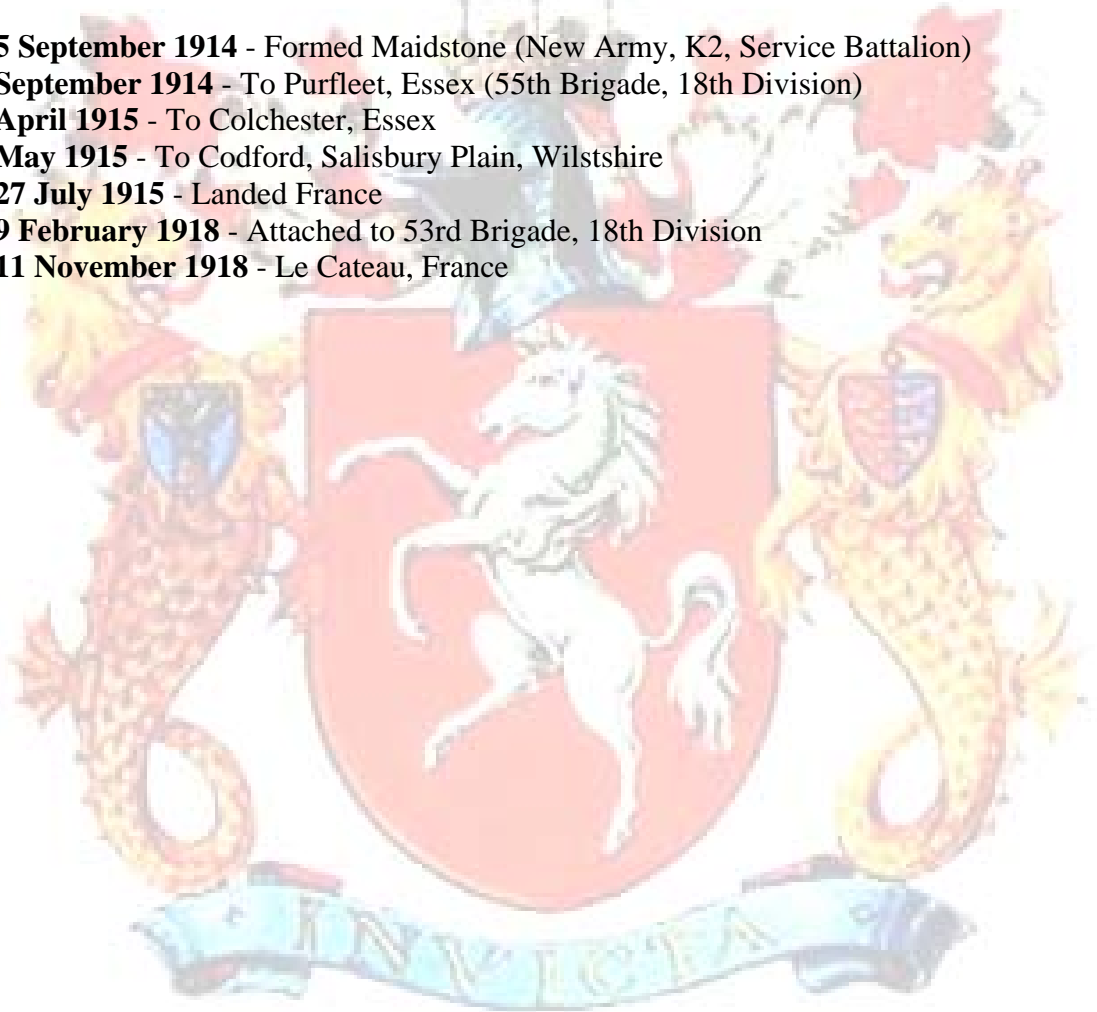 5 September 1914 - Formed Maidstone (New Army, K2, Service Battalion)
September 1914 - To Purfleet, Essex (55th Brigade, 18th Division)
April 1915 - To Colchester, Essex
May 1915 - To Codford, Salisbury Plain, Wilstshire
27 July 1915 - Landed France
9 February 1918 - Attached to 53rd Brigade, 18th Division
11 November 1918 - Le Cateau, France
INVICTA